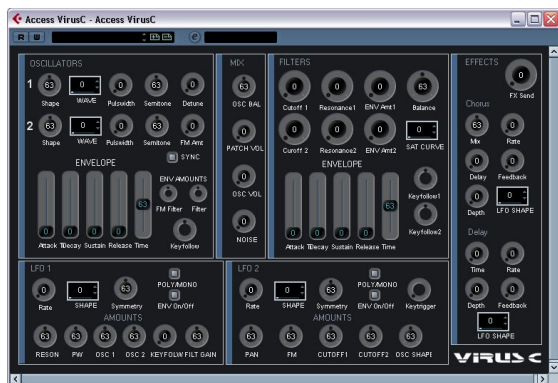 Access VirusC - Access VirusC
R W e
OSCILLATORS
1 63 0 0 63 0
Shape WAVE Pulswidth Semitone Detune
2 63 0 0 63 0
Shape WAVE Pulswidth Semitone FM Amt
SYNC
ENVELOPE
ENV AMOUNTS
FM Filter Filter
0 0 0 0 63
Attack TDecay Sustain Release Time
Keyfollow
MIX
63
OSC BAL
0
PATCH VOL
0
OSC VOL
0
NOISE
FILTERS
0 0 0 63
Cutoff 1 Resonance1 ENV Amt1 Balance
0 0 0 0
Curoff 2 Resonance2 ENV Amt2 SAT CURVE
ENVELOPE
Keyfollow1
Keyfollow2
0 0 0 0 63
Attack TDecay Sustain Release Time
EFFECTS
0
FX Send
Chorus
63 0
Mix Rate
0 0
Delay Feedback
0 0
Depth LFO SHAPE
Delay
0 0
Time Rate
0 0
Depth Feedback
0
LFO SHAPE
LFO 1
0 0 63
Rate SHAPE Symmetry
POLY/MONO
ENV On/Off
AMOUNTS
63 63 63 63 0 63
RESON PW OSC 1 OSC 2 KEYFOLW FILT GAIN
LFO 2
0 0 63
Rate SHAPE Symmetry
POLY/MONO
ENV On/Off
Keytrigger
AMOUNTS
63 63 63 63 63
PAN FM CUTOFF1 CUTOFF2 OSC SHAPE
VIRUS C